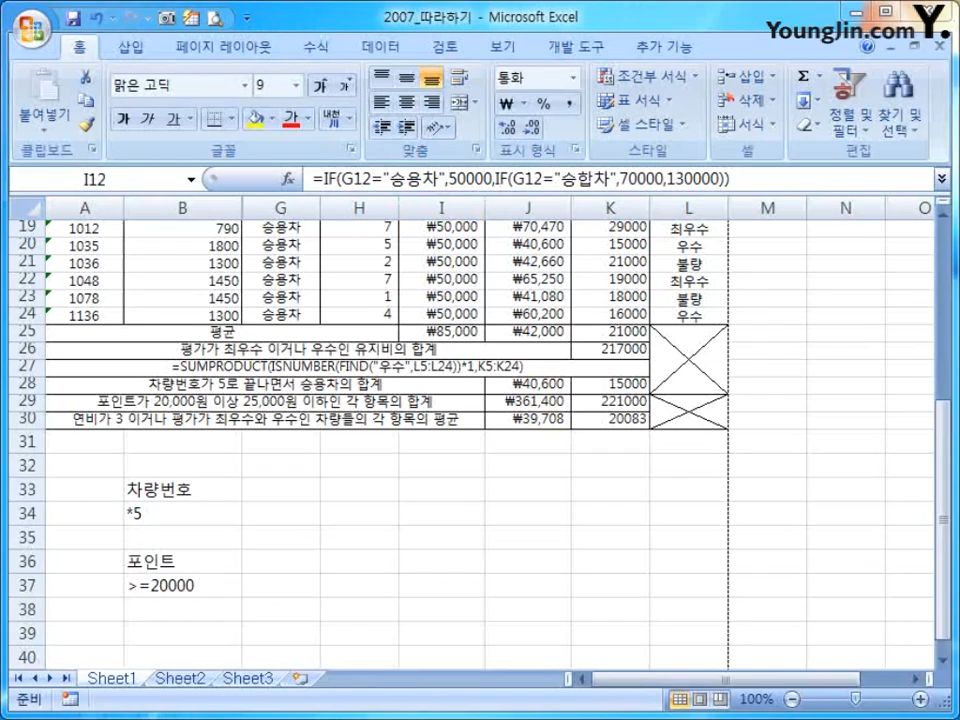 2007_따라하기 - Microsoft Excel
YoungJin.com Y.
홈 삽입 페이지 레이아웃 수식 데이터 검토 보기 개발 도구 추가 기능
붙여넣기
클립보드
맑은 고딕 9
가 가 가 내천
글꼴
맞춤
통화
₩ % ,
표시 형식
조건부 서식
표 서식
셀 스타일
스타일
삽입
삭제
서식
셀
Σ
정렬 및 필터
찾기 및 선택
편집
I12 fx =IF(G12="승용차",50000,IF(G12="승합차",70000,130000))
A B G H I J K L M N O
19 1012 790 승용차 7 ₩50,000 ₩70,470 29000 최우수
20 1035 1800 승용차 5 ₩50,000 ₩40,600 15000 우수
21 1036 1300 승용차 2 ₩50,000 ₩42,660 21000 불량
22 1048 1450 승용차 7 ₩50,000 ₩65,250 19000 최우수
23 1078 1450 승용차 1 ₩50,000 ₩41,080 18000 불량
24 1136 1300 승용차 4 ₩50,000 ₩60,200 16000 우수
25 평균 ₩85,000 ₩42,000 21000
26 평가가 최우수 이거나 우수인 유지비의 합계 217000
27 =SUMPRODUCT(ISNUMBER(FIND("우수",L5:L24))*1,K5:K24)
28 차량번호가 5로 끝나면서 승용차의 합계 ₩40,600 15000
29 포인트가 20,000원 이상 25,000원 이하인 각 항목의 합계 ₩361,400 221000
30 연비가 3 이거나 평가가 최우수와 우수인 차량들의 각 항목의 평균 ₩39,708 20083
31
32
33 차량번호
34 *5
35
36 포인트
37 >=20000
38
39
40
Sheet1 Sheet2 Sheet3
준비 100%